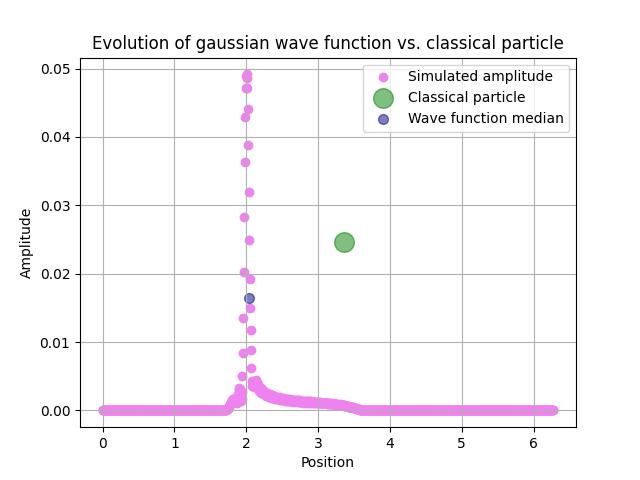 Evolution of gaussian wave function vs. classical particle
Simulated amplitude
Classical particle
Wave function median
Amplitude
0.05
0.04
0.03
0.02
0.01
0.00
0 1 2 3 4 5 6
Position